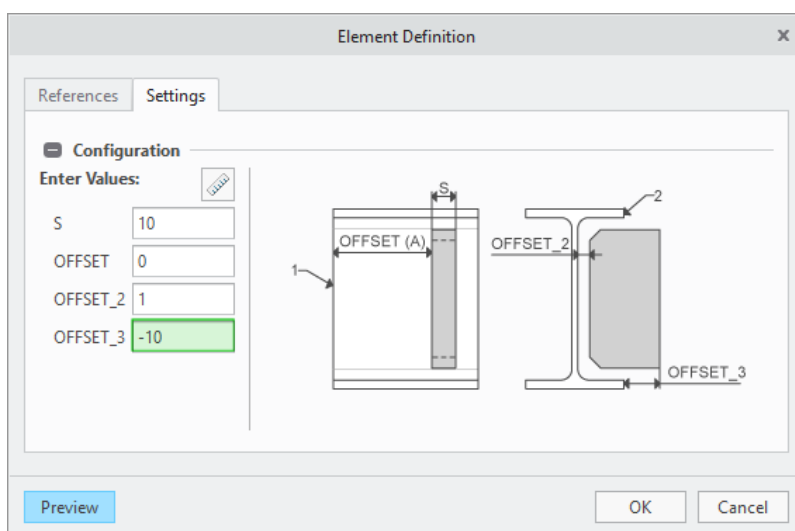 Element Definition
x
References Settings
Configuration
Enter Values:
S 10
OFFSET 0
OFFSET_2 1
OFFSET_3 -10
S
2
OFFSET (A)
OFFSET_2
1
OFFSET_3
Preview OK Cancel